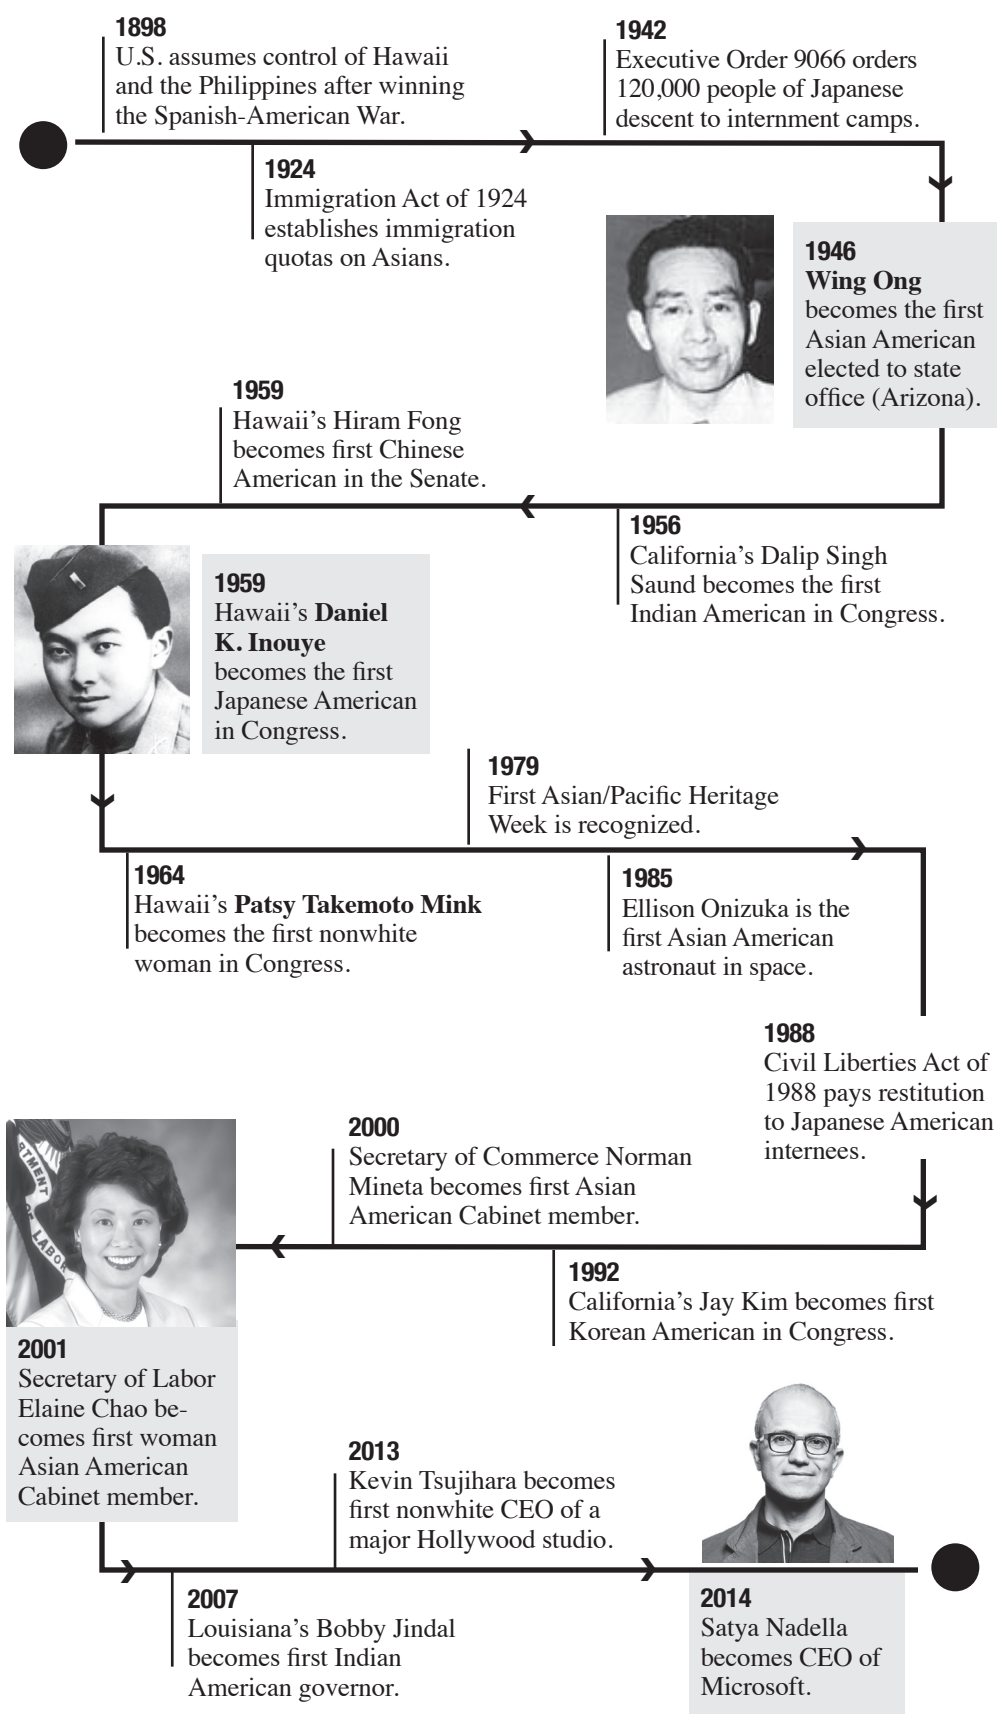 1898
U.S. assumes control of Hawaii
and the Philippines after winning
the Spanish-American War.
1924
Immigration Act of 1924
establishes immigration
quotas on Asians.
1942
Executive Order 9066 orders
120,000 people of Japanese
descent to internment camps.
1946
Wing Ong
becomes the first
Asian American
elected to state
office (Arizona).
1956
California’s Dalip Singh
Saund becomes the first
Indian American in Congress.
1959
Hawaii’s Hiram Fong
becomes first Chinese
American in the Senate.
1959
Hawaii’s Daniel
K. Inouye
becomes the first
Japanese American
in Congress.
1964
Hawaii’s Patsy Takemoto Mink
becomes the first nonwhite
woman in Congress.
1979
First Asian/Pacific Heritage
Week is recognized.
1985
Ellison Onizuka is the
first Asian American
astronaut in space.
1988
Civil Liberties Act of
1988 pays restitution
to Japanese American
internees.
1992
California’s Jay Kim becomes first
Korean American in Congress.
2000
Secretary of Commerce Norman
Mineta becomes first Asian
American Cabinet member.
RTMENT
OF LABOR
2001
Secretary of Labor
Elaine Chao be-
comes first woman
Asian American
Cabinet member.
2007
Louisiana’s Bobby Jindal
becomes first Indian
American governor.
2013
Kevin Tsujihara becomes
first nonwhite CEO of a
major Hollywood studio.
2014
Satya Nadella
becomes CEO of
Microsoft.